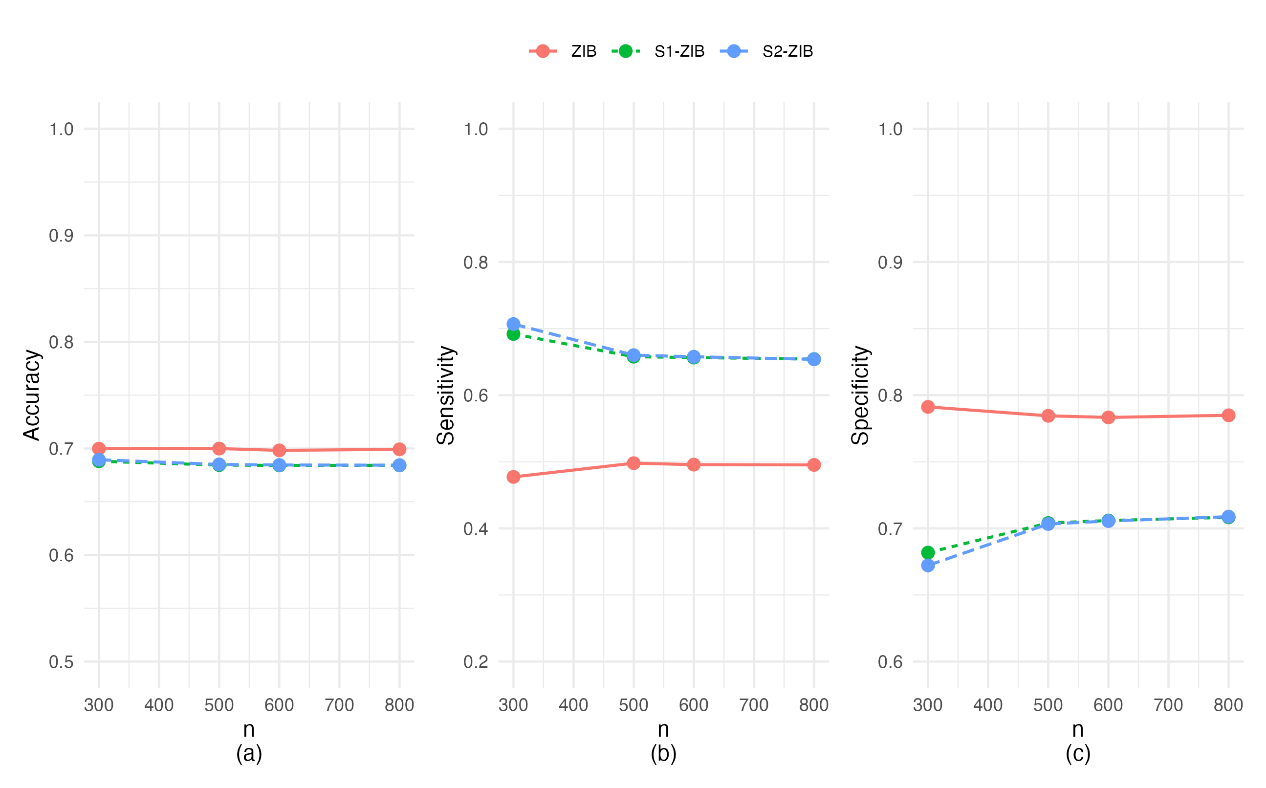 ZIB S1-ZIB S2-ZIB
Accuracy
1.0
0.9
0.8
0.7
0.6
0.5
300 400 500 600 700 800
n
(a)
Sensitivity
1.0
0.8
0.6
0.4
0.2
300 400 500 600 700 800
n
(b)
Specificity
1.0
0.9
0.8
0.7
0.6
300 400 500 600 700 800
n
(c)